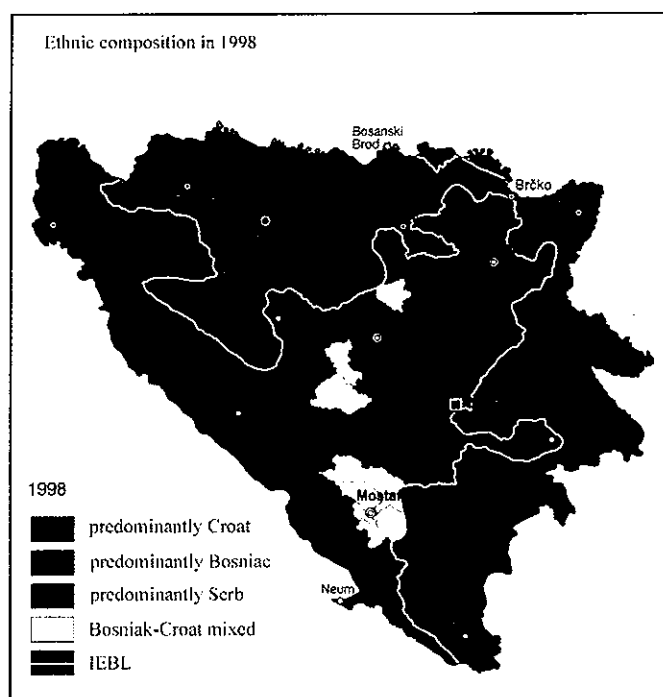 Ethnic composition in 1998
Bosanski
Brod
Brčko
Mostar
Neum
1998
predominantly Croat
predominantly Bosniac
predominantly Serb
Bosniak-Croat mixed
IEBL